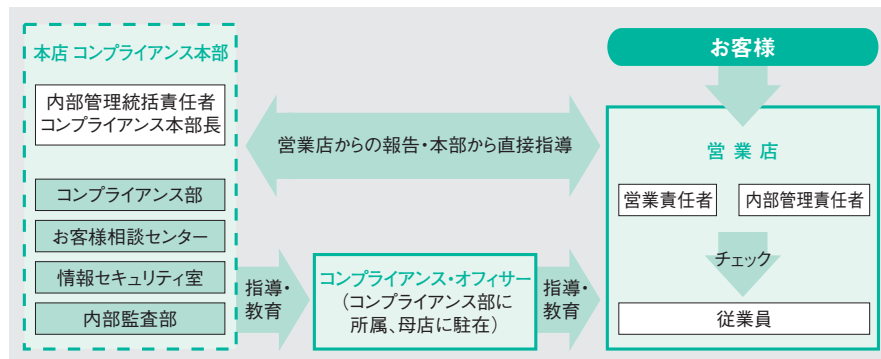 本店 コンプライアンス本部
内部管理統括責任者
コンプライアンス本部長
コンプライアンス部
お客様相談センター
情報セキュリティ室
内部監査部
営業店からの報告・本部から直接指導
指導・
教育
コンプライアンス・オフィサー
(コンプライアンス部に
所属、母店に駐在)
指導・
教育
お客様
営業店
営業責任者
内部管理責任者
チェック
従業員